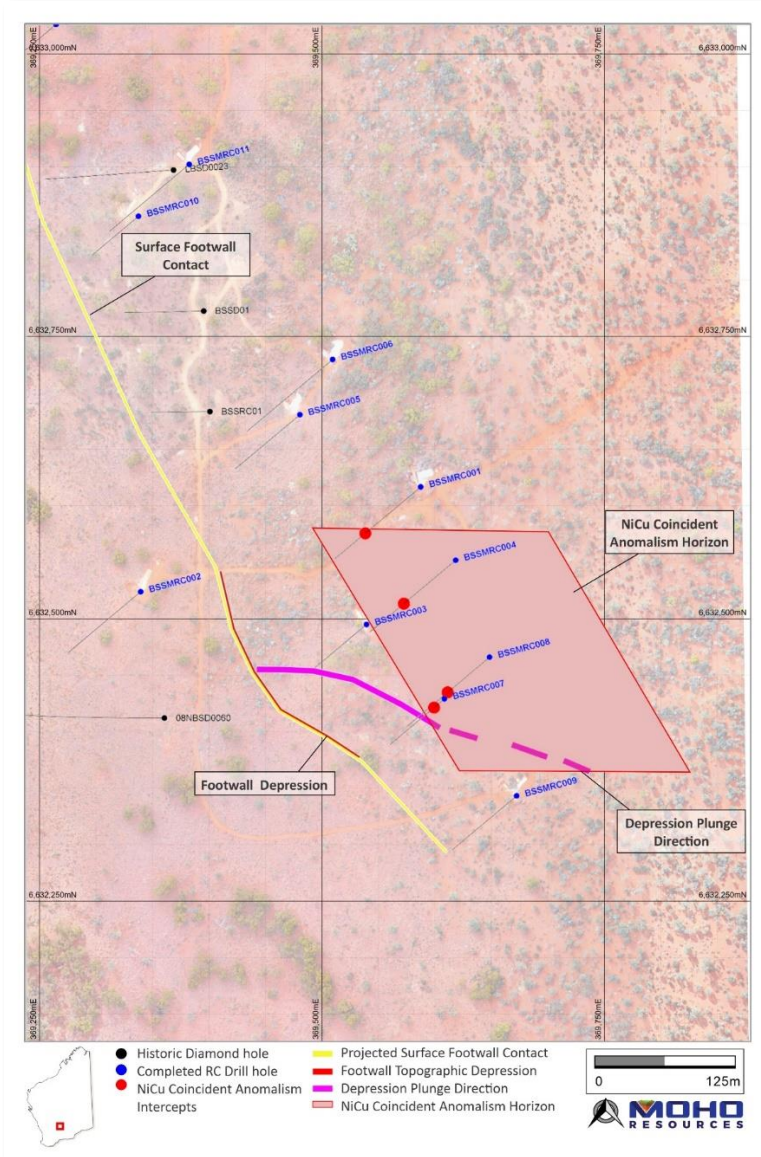 369,250mE
369,500mE
369,750mE
6,633,000mN
6,633,000mN
BSSMRC011
LBSD0023
BSSMRC010
Surface Footwall
Contact
BSSD01
6,632,750mN
6,632,750mN
BSSMRC006
BSSMRC005
BSSRC01
BSSMRC001
NiCu Coincident
Anomalism Horizon
BSSMRC004
BSSMRC002
6,632,500mN
6,632,500mN
BSSMRC003
BSSMRC008
BSSMRC007
08NBSD0060
Footwall Depression
BSSMRC009
Depression Plunge
Direction
6,632,250mN
6,632,250mN
369,250mE
369,500mE
369,750mE
Historic Diamond hole
Completed RC Drill hole
NiCu Coincident Anomalism
Intercepts
Projected Surface Footwall Contact
Footwall Topographic Depression
Depression Plunge Direction
NiCu Coincident Anomalism Horizon
0 125m
MOHO
RESOURCES